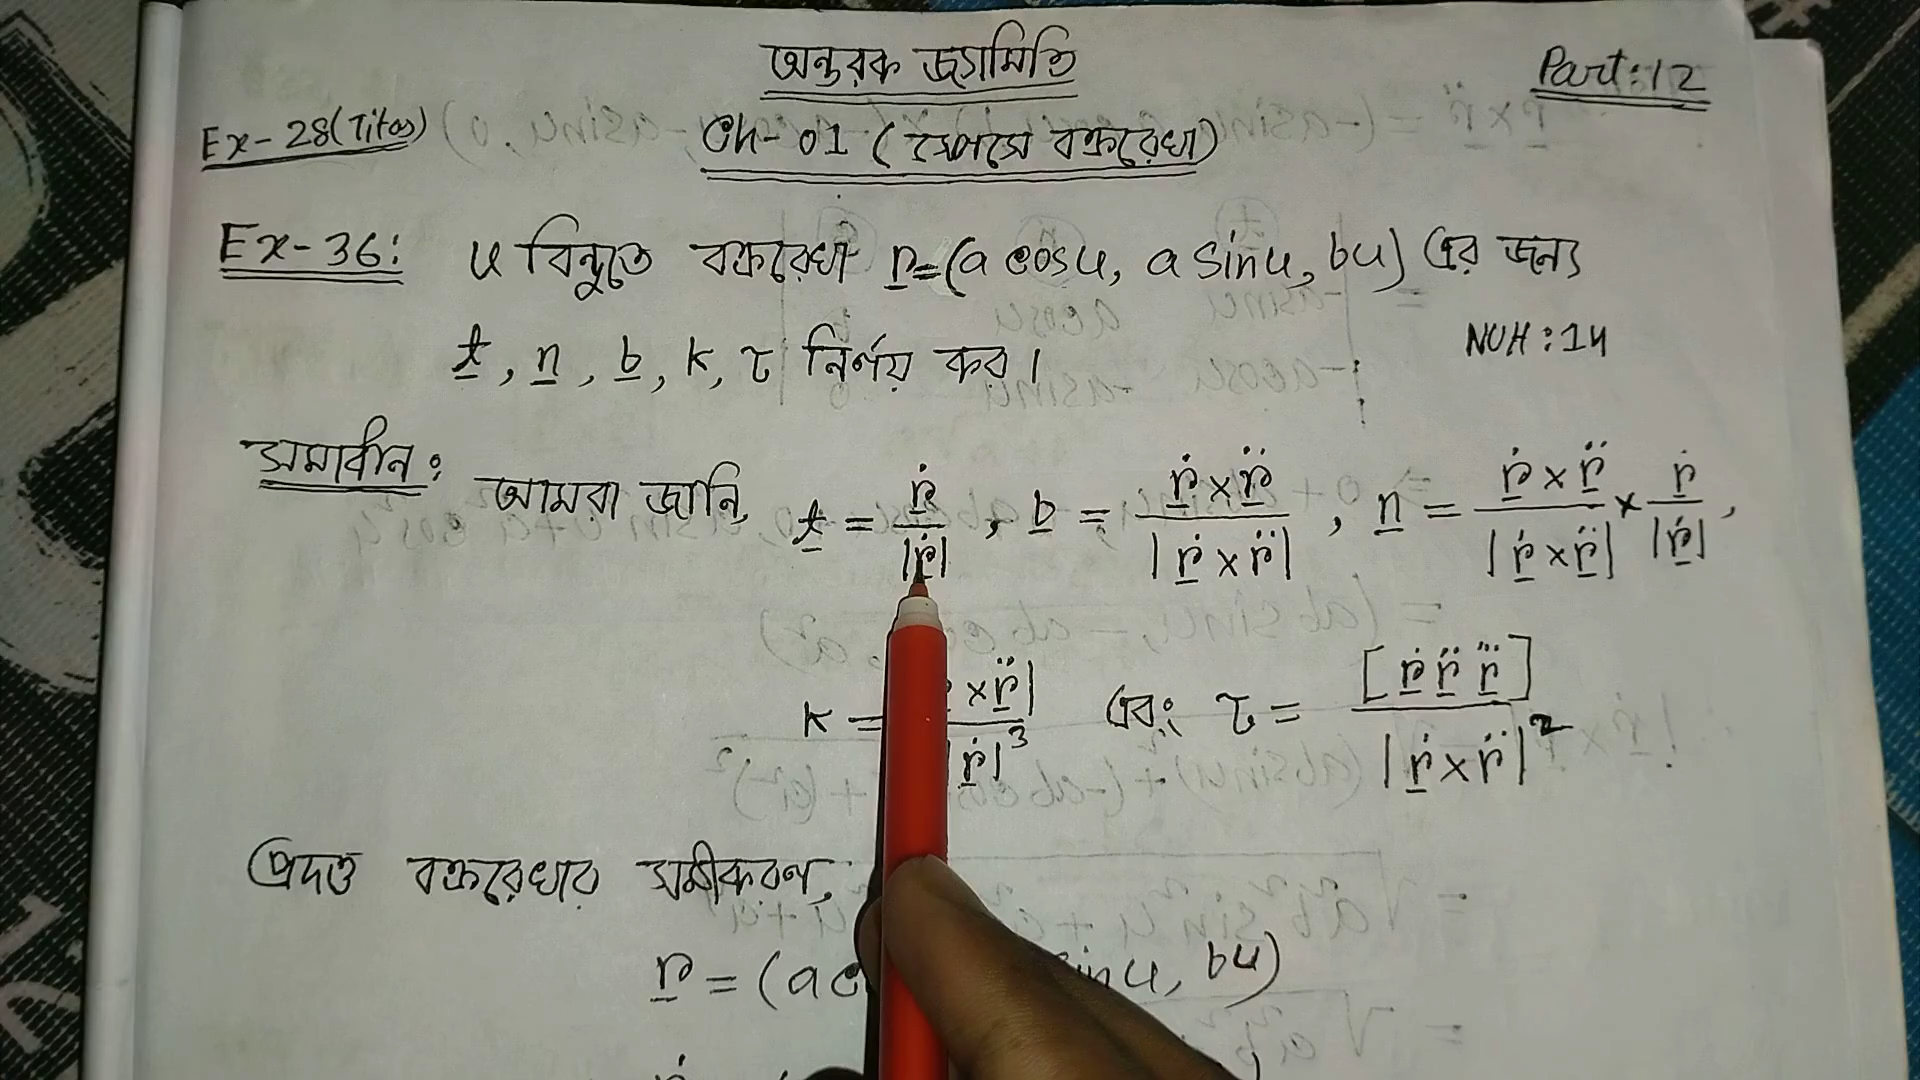 অন্তরক জ্যামিতি
Part: 12
Ex-28(Titas)
Ch-01 (স্পেসে বক্ররেখা)
Ex-36: u বিন্দুতে বক্ররেখা r=(a cosu, a sinu, bu) এর জন্য
t, n, b, k, τ নির্ণয় কর।
NUH:14
সমাধান: আমরা জানি, t = ṙ/|ṙ|, b = ṙ×r̈/|ṙ×r̈|, n = ṙ×r̈/|ṙ×r̈| × ṙ/|ṙ|,
k = ×r̈|/|ṙ|³ এবং τ = [ṙ r̈ r⃛]/|ṙ×r̈|²
প্রদত্ত বক্ররেখার সমীকরণ,
r = (a c inu, bu)